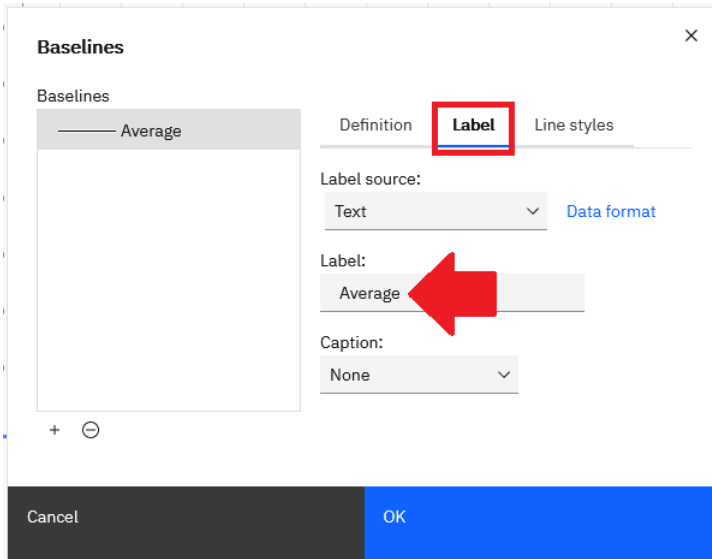 Baselines
Baselines
Average
Definition Label Line styles
Label source:
Text Data format
Label:
Average
Caption:
None
Cancel OK